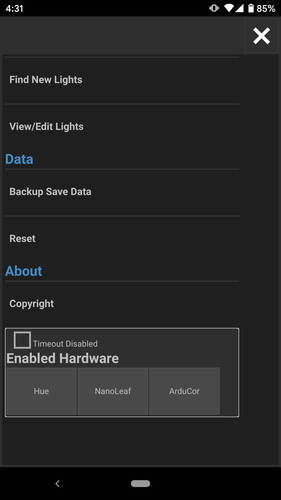 4:31
85%
Find New Lights
View/Edit Lights
Data
Backup Save Data
Reset
About
Copyright
Timeout Disabled
Enabled Hardware
Hue NanoLeaf ArduCor